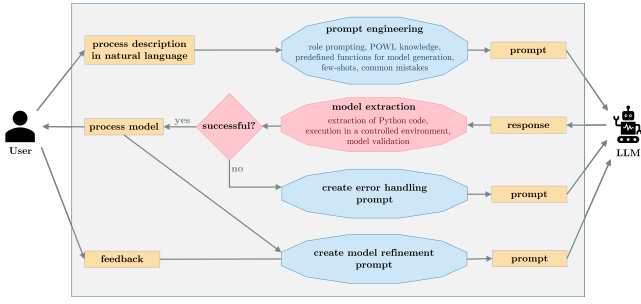 process description
in natural language
prompt engineering
role prompting, POWL knowledge,
predefined functions for model generation,
few-shots, common mistakes
prompt
User
process model
yes
successful?
model extraction
extraction of Python code,
execution in a controlled environment,
model validation
response
LLM
no
create error handling
prompt
prompt
feedback
create model refinement
prompt
prompt